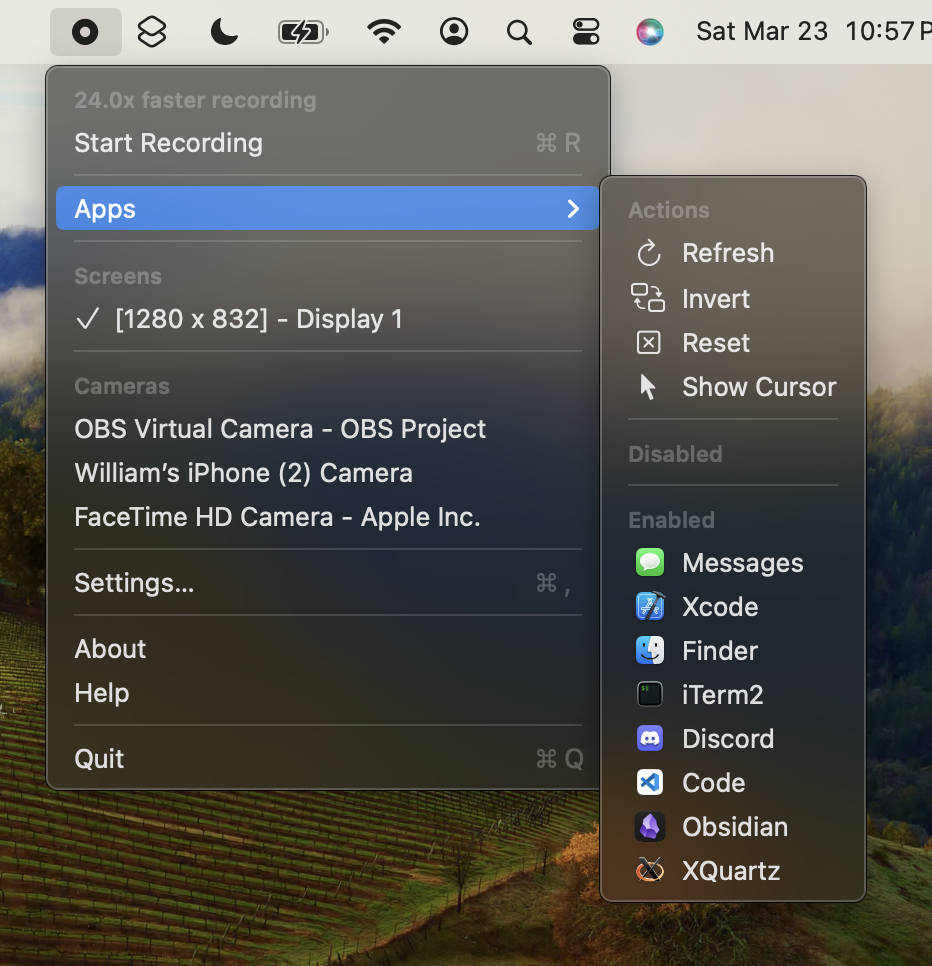 Sat Mar 23 10:57 P
24.0x faster recording
Start Recording ⌘ R
Apps
Screens
✓ [1280 x 832] - Display 1
Cameras
OBS Virtual Camera - OBS Project
William’s iPhone (2) Camera
FaceTime HD Camera - Apple Inc.
Settings... ⌘ ,
About
Help
Quit ⌘ Q
Actions
Refresh
Invert
Reset
Show Cursor
Disabled
Enabled
Messages
Xcode
Finder
iTerm2
Discord
Code
Obsidian
XQuartz